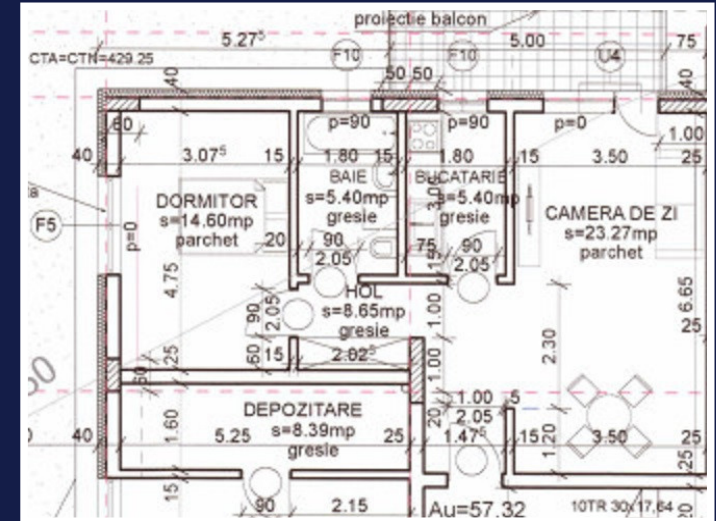 proiectie balcon
5.27⁵
5.00
75
CTA=CTN=429.25
F10
F10
U4
40
50 50
40
60
p=90
p=90
p=0
1.00
40
3.07⁵
15
1.80
15
1.80
15
3.50
25
BAIE
s=5.40mp
gresie
BUCATARIE
s=5.40mp
gresie
3.00
DORMITOR
s=14.60mp
parchet
CAMERA DE ZI
s=23.27mp
parchet
F5
p=0
20
90
2.05
75
90
2.05
15
4.75
HOL
s=8.65mp
gresie
90
2.05
1.00
6.65
25
2.30
50
25
60
15
2.02⁵
1.00
60
1.00
5
2.05
20
DEPOZITARE
s=8.39mp
gresie
1.60
40
5.25
25
1.47⁵
15
1.20
3.50
25
25
15
90
2.15
Au=57.32
10TR 30x17.64
20